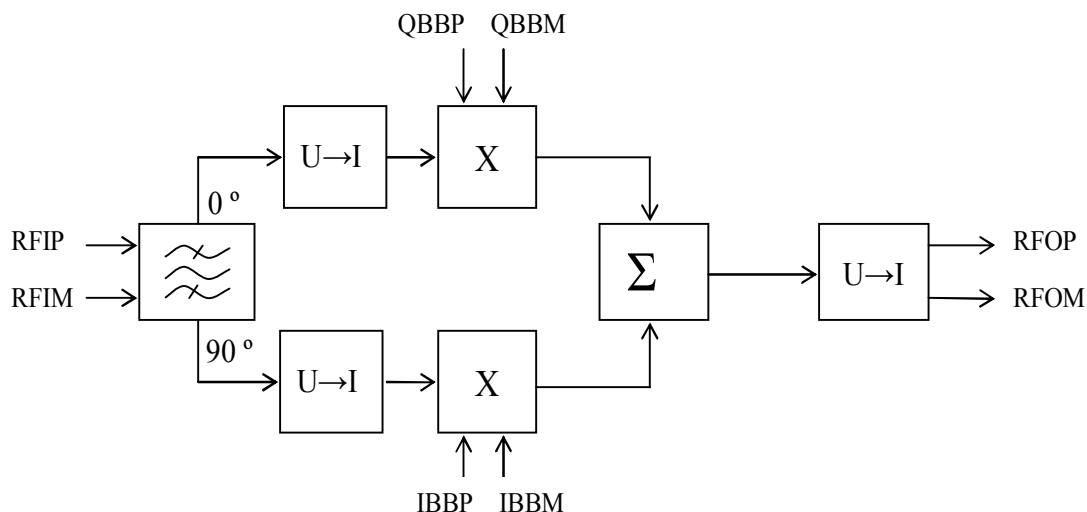 QBBP QBBM
U→I
X
0 º
RFIP
RFIM
Σ
U→I
RFOP
RFOM
90 º
U→I
X
IBBP IBBM